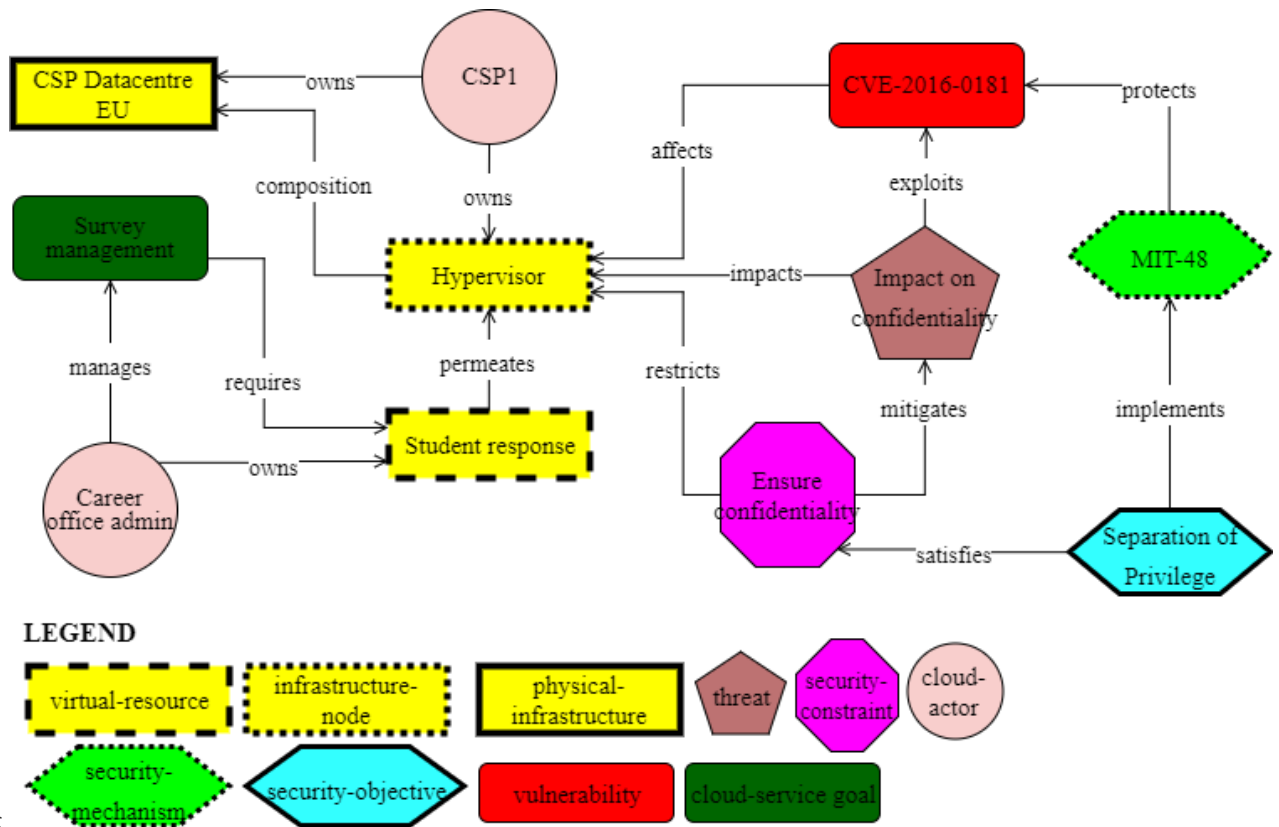 CSP Datacentre
EU
owns
CSP1
CVE-2016-0181
protects
affects
composition
exploits
owns
Survey
management
Hypervisor
impacts
Impact on
confidentiality
MIT-48
manages
requires
permeates
restricts
mitigates
implements
Student response
owns
Career
office admin
Ensure
confidentiality
satisfies
Separation of
Privilege
LEGEND
virtual-resource
infrastructure-
node
physical-
infrastructure
threat
security-
constraint
cloud-
actor
security-
mechanism
security-objective
vulnerability
cloud-service goal